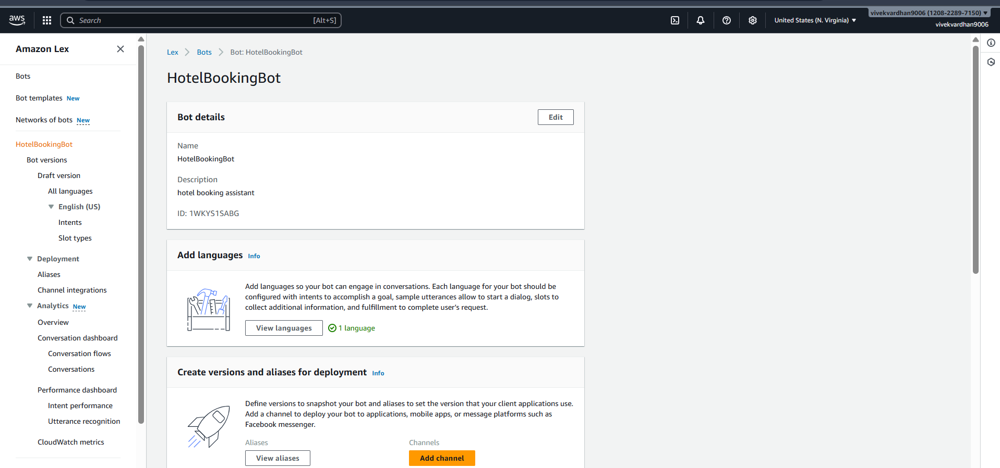 aws
Search
[Alt+S]
United States (N. Virginia)
vivekvardhan9006 (1208-2289-7150)
vivekvardhan9006
Amazon Lex
Bots
Bot templates New
Networks of bots New
HotelBookingBot
Bot versions
Draft version
All languages
English (US)
Intents
Slot types
Deployment
Aliases
Channel integrations
Analytics New
Overview
Conversation dashboard
Conversation flows
Conversations
Performance dashboard
Intent performance
Utterance recognition
CloudWatch metrics
Lex
Bots
Bot: HotelBookingBot
HotelBookingBot
Bot details
Edit
Name
HotelBookingBot
Description
hotel booking assistant
ID: 1WKYS1SABG
Add languages Info
Add languages so your bot can engage in conversations. Each language for your bot should be
configured with intents to accomplish a goal, sample utterances allow to start a dialog, slots to
collect additional information, and fulfillment to complete user's request.
View languages
1 language
Create versions and aliases for deployment Info
Define versions to snapshot your bot and aliases to set the version that your client applications use.
Add a channel to deploy your bot to applications, mobile apps, or message platforms such as
Facebook messenger.
Aliases
Channels
View aliases
Add channel